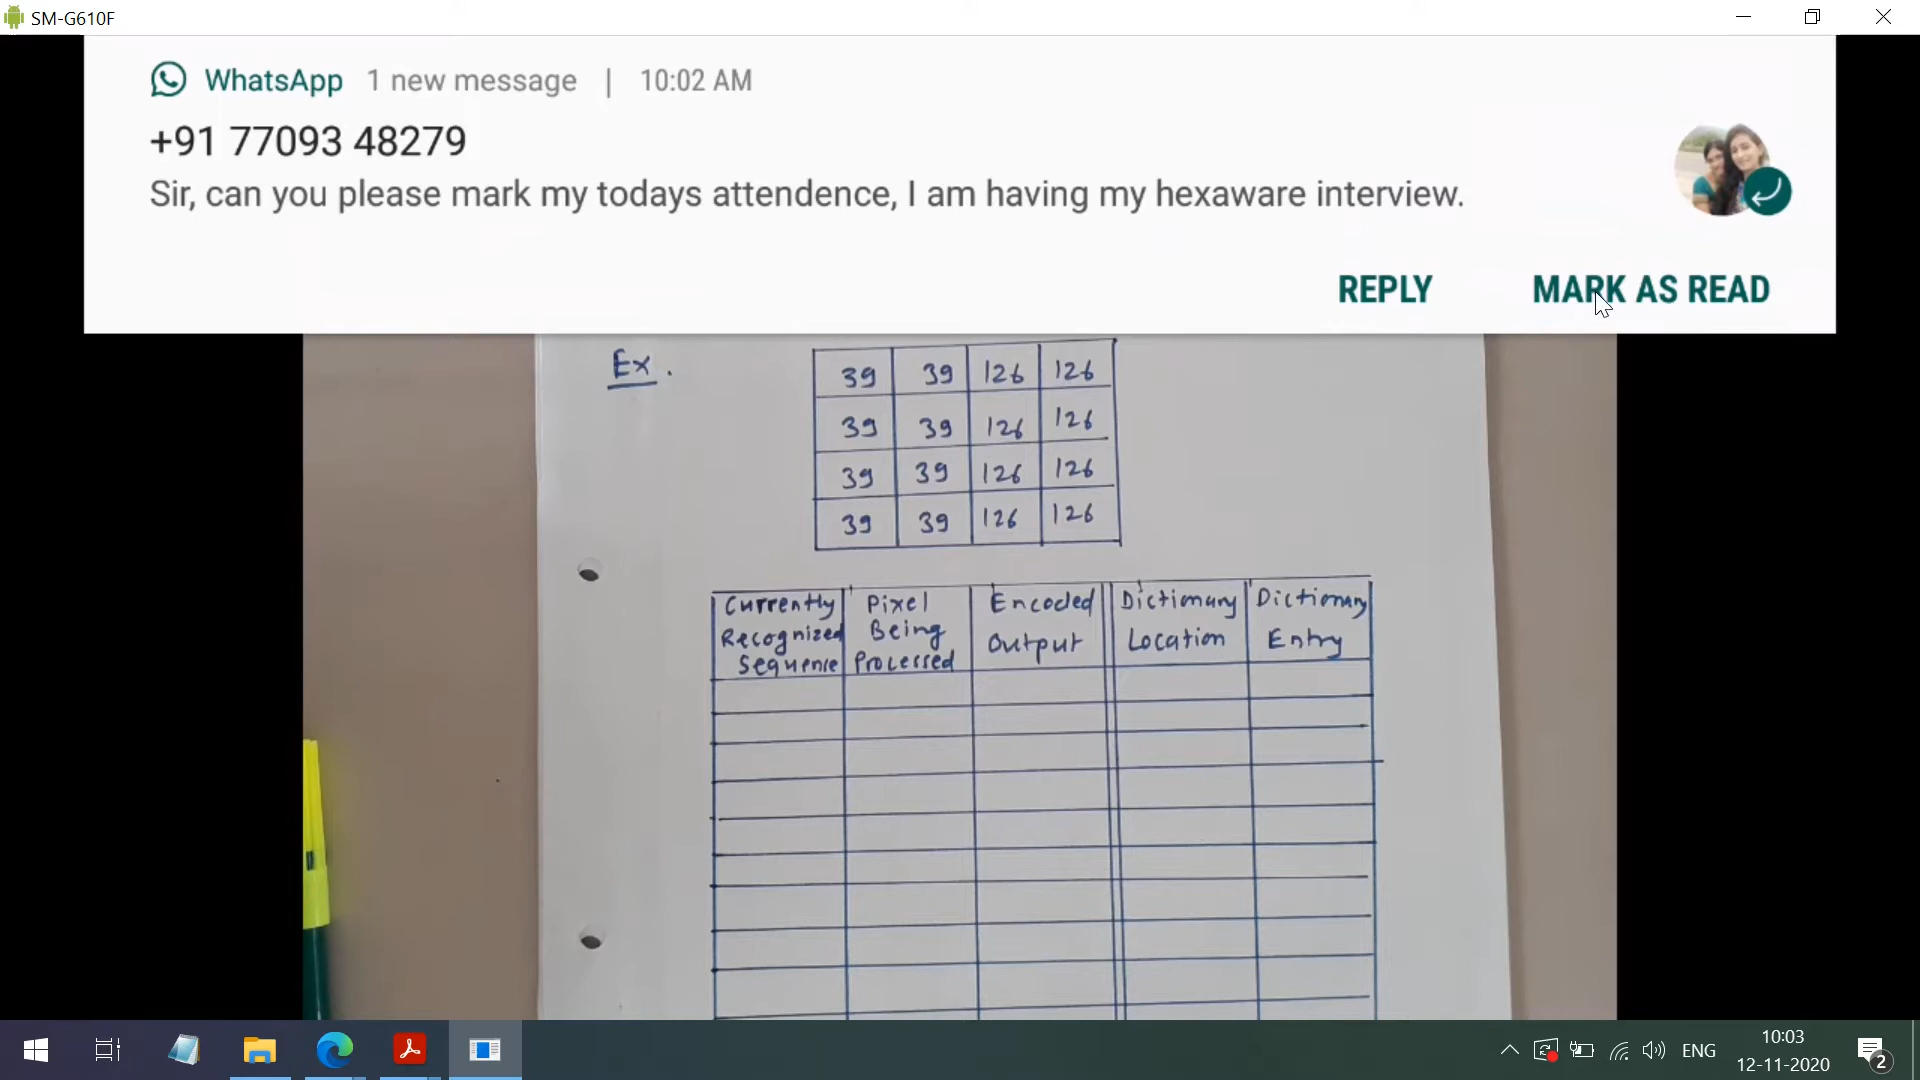 SM-G610F
WhatsApp 1 new message | 10:02 AM
+91 77093 48279
Sir, can you please mark my todays attendence, I am having my hexaware interview.
REPLY MARK AS READ
Ex.
39 39 126 126
39 39 126 126
39 39 126 126
39 39 126 126
Currently Recognized Sequence
Pixel Being Processed
Encoded Output
Dictionary Location
Dictionary Entry
ENG
10:03
12-11-2020
2